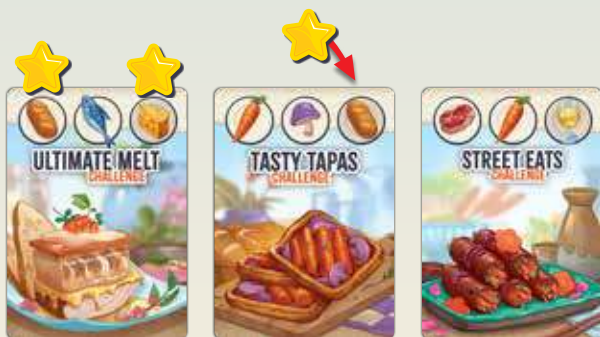 ULTIMATE MELT
CHALLENGE
TASTY TAPAS
CHALLENGE
STREET EATS
CHALLENGE